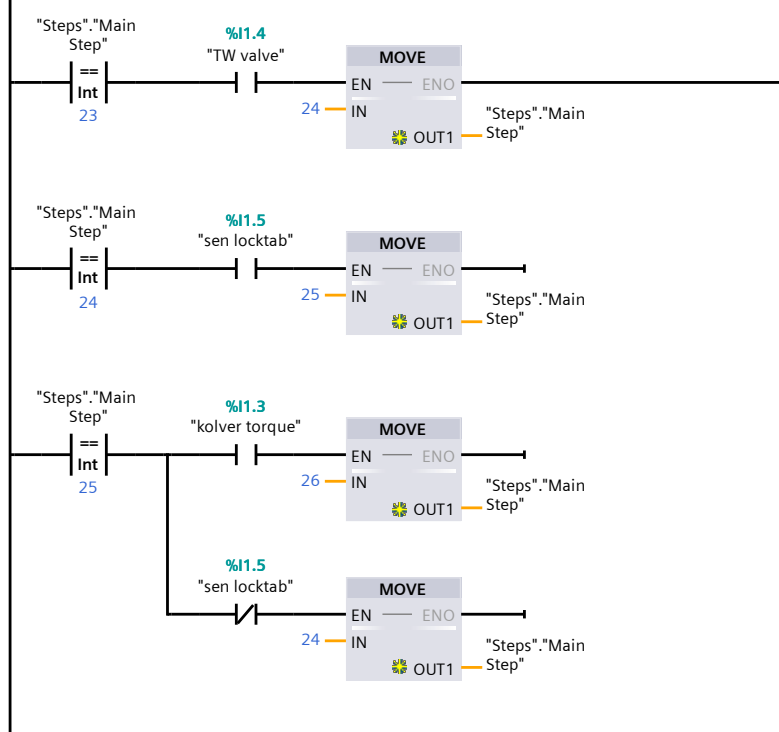 "Steps"."Main
Step"
%I1.4
"TW valve"
==
Int
23
MOVE
EN
ENO
24
IN
OUT1
"Steps"."Main
Step"
"Steps"."Main
Step"
%I1.5
"sen locktab"
==
Int
24
MOVE
EN
ENO
25
IN
OUT1
"Steps"."Main
Step"
"Steps"."Main
Step"
%I1.3
"kolver torque"
==
Int
25
MOVE
EN
ENO
26
IN
OUT1
"Steps"."Main
Step"
%I1.5
"sen locktab"
MOVE
EN
ENO
24
IN
OUT1
"Steps"."Main
Step"